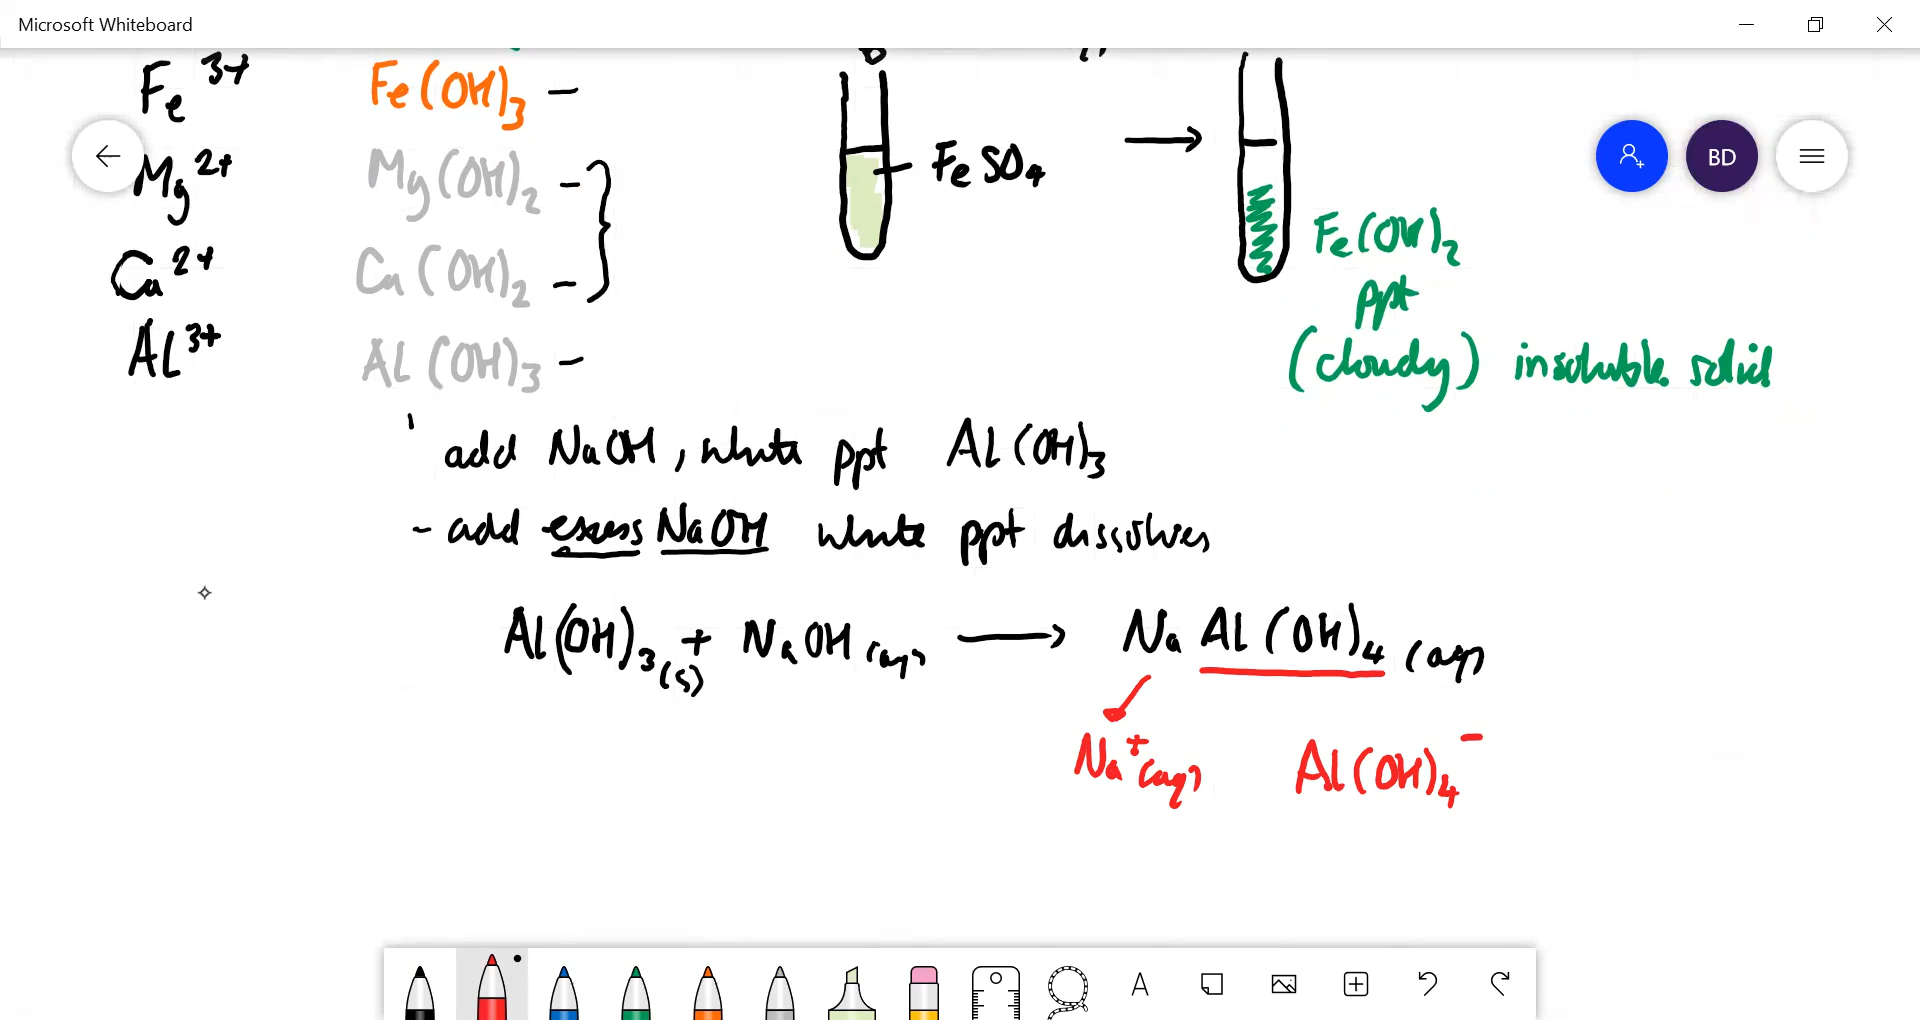 Microsoft Whiteboard
Fe3+ Fe(OH)3 –
Mg2+ Mg(OH)2 –
FeSO4
BD
Ca2+ Ca(OH)2 –
Fe(OH)2
ppt
(cloudy) insoluble solid
Al3+ Al(OH)3 –
add NaOH, white ppt Al(OH)3
- add excess NaOH white ppt dissolves
Al(OH)3(s) + NaOH(aq) → NaAl(OH)4(aq)
Na+(aq) Al(OH)4-
A